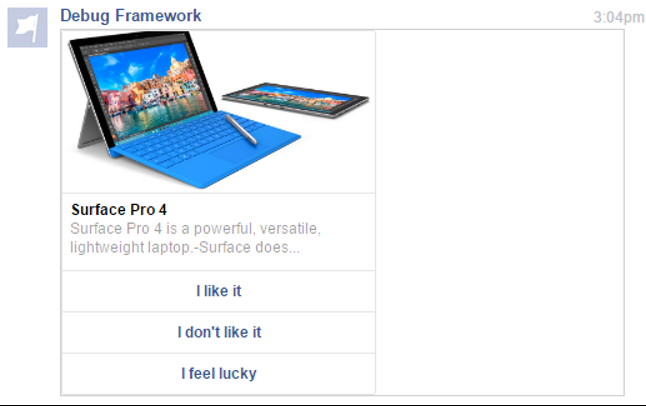 Debug Framework
3:04pm
Surface Pro 4
Surface Pro 4 is a powerful, versatile,
lightweight laptop.-Surface does...
I like it
I don't like it
I feel lucky